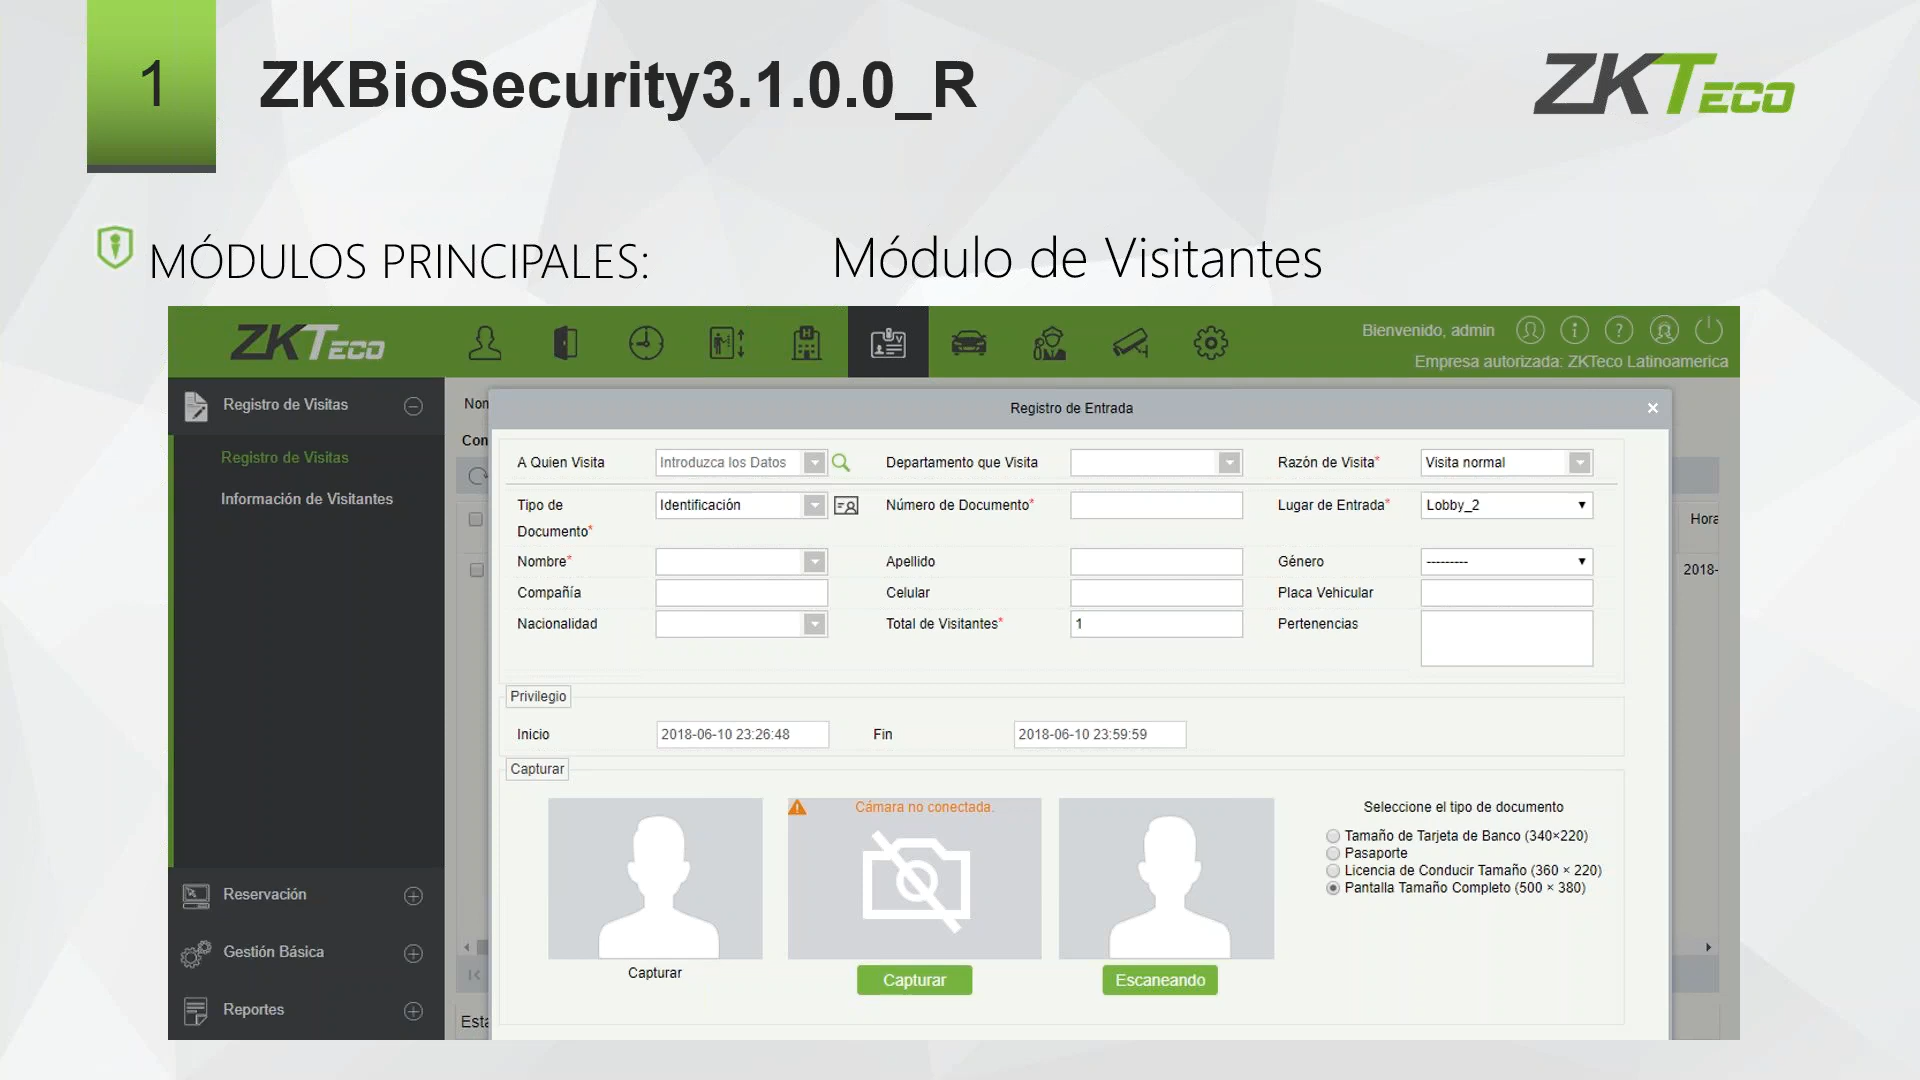 1
ZKBioSecurity3.1.0.0_R
ZKTECO
MÓDULOS PRINCIPALES:
Módulo de Visitantes
ZKTECO
Bienvenido, admin
Empresa autorizada: ZKTeco Latinoamerica
Registro de Visitas
Registro de Visitas
Información de Visitantes
Reservación
Gestión Básica
Reportes
Registro de Entrada
A Quien Visita Introduzca los Datos Departamento que Visita Razón de Visita* Visita normal
Tipo de Documento* Identificación Número de Documento* Lugar de Entrada* Lobby_2
Nombre* Apellido Género ---------
Compañía Celular Placa Vehicular
Nacionalidad Total de Visitantes* 1 Pertenencias
Privilegio
Inicio 2018-06-10 23:26:48 Fin 2018-06-10 23:59:59
Capturar
Cámara no conectada.
Capturar
Capturar
Escaneando
Seleccione el tipo de documento
Tamaño de Tarjeta de Banco (340×220)
Pasaporte
Licencia de Conducir Tamaño (360 × 220)
Pantalla Tamaño Completo (500 × 380)
Hora
2018-